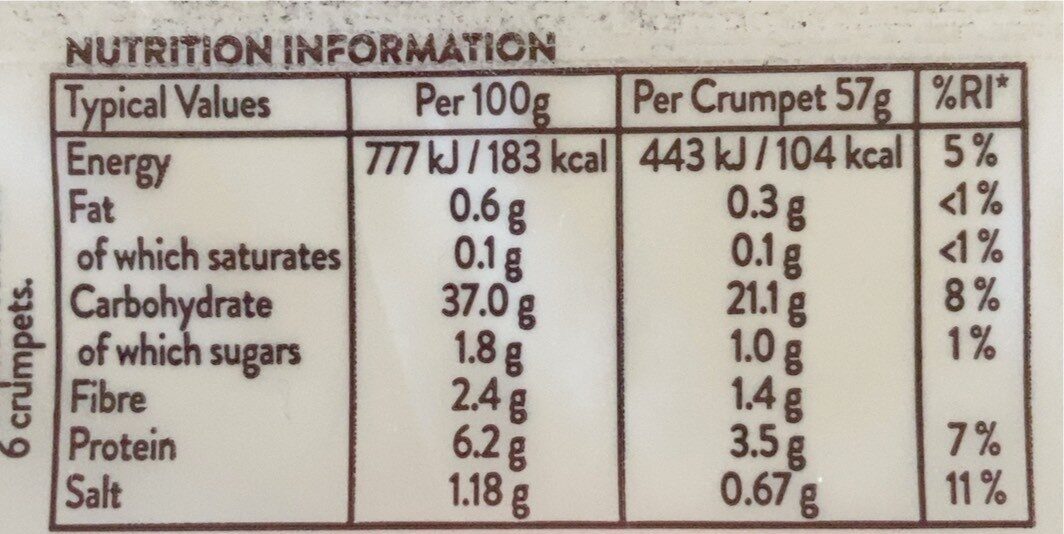 NUTRITION INFORMATION
Typical Values Per 100g Per Crumpet 57g %RI*
Energy 777 kJ / 183 kcal 443 kJ / 104 kcal 5%
Fat 0.6 g 0.3 g <1%
of which saturates 0.1 g 0.1 g <1%
Carbohydrate 37.0 g 21.1 g 8%
of which sugars 1.8 g 1.0 g 1%
Fibre 2.4 g 1.4 g
Protein 6.2 g 3.5 g 7%
Salt 1.18 g 0.67 g 11%
6 crumpets.